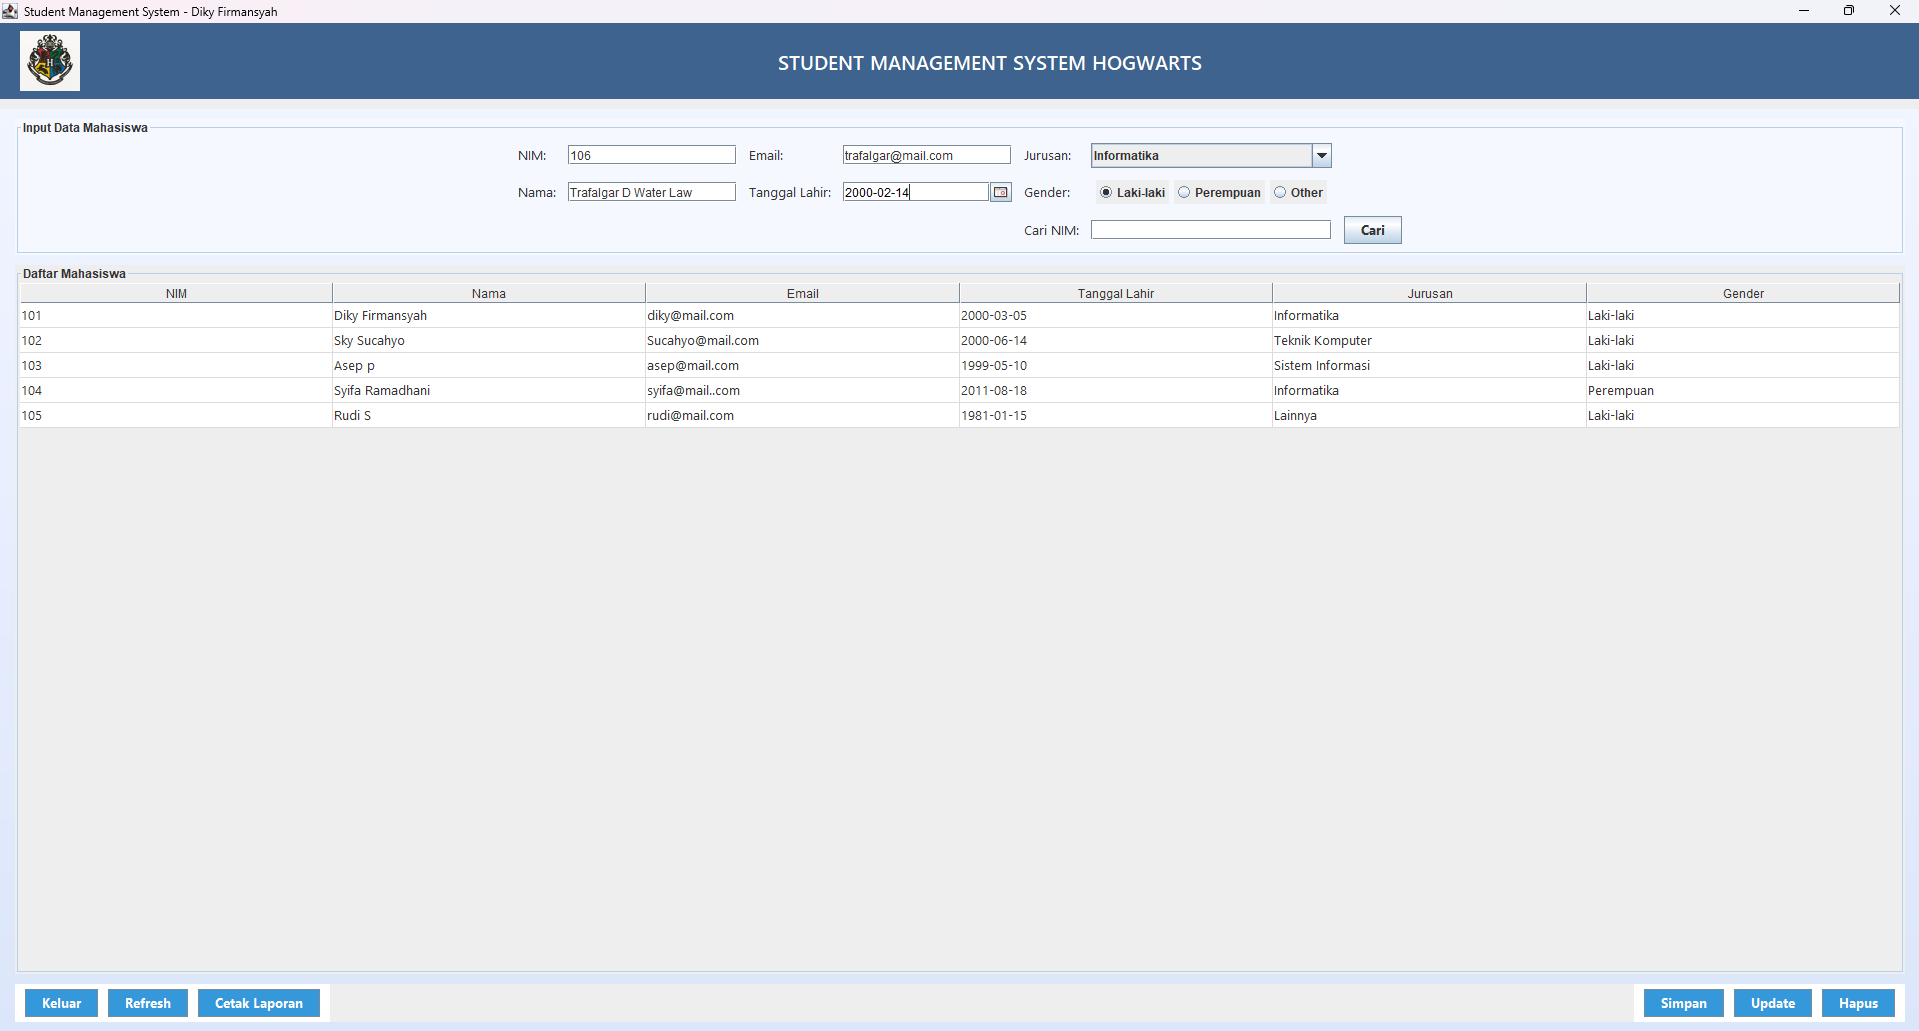 Student Management System - Diky Firmansyah
H
STUDENT MANAGEMENT SYSTEM HOGWARTS
Input Data Mahasiswa
NIM: 106 Email: trafalgar@mail.com Jurusan: Informatika
Nama: Trafalgar D Water Law Tanggal Lahir: 2000-02-14 Gender: Laki-laki Perempuan Other
Cari NIM: Cari
Daftar Mahasiswa
NIM Nama Email Tanggal Lahir Jurusan Gender
101 Diky Firmansyah diky@mail.com 2000-03-05 Informatika Laki-laki
102 Sky Sucahyo Sucahyo@mail.com 2000-06-14 Teknik Komputer Laki-laki
103 Asep p asep@mail.com 1999-05-10 Sistem Informasi Laki-laki
104 Syifa Ramadhani syifa@mail..com 2011-08-18 Informatika Perempuan
105 Rudi S rudi@mail.com 1981-01-15 Lainnya Laki-laki
Keluar Refresh Cetak Laporan Simpan Update Hapus